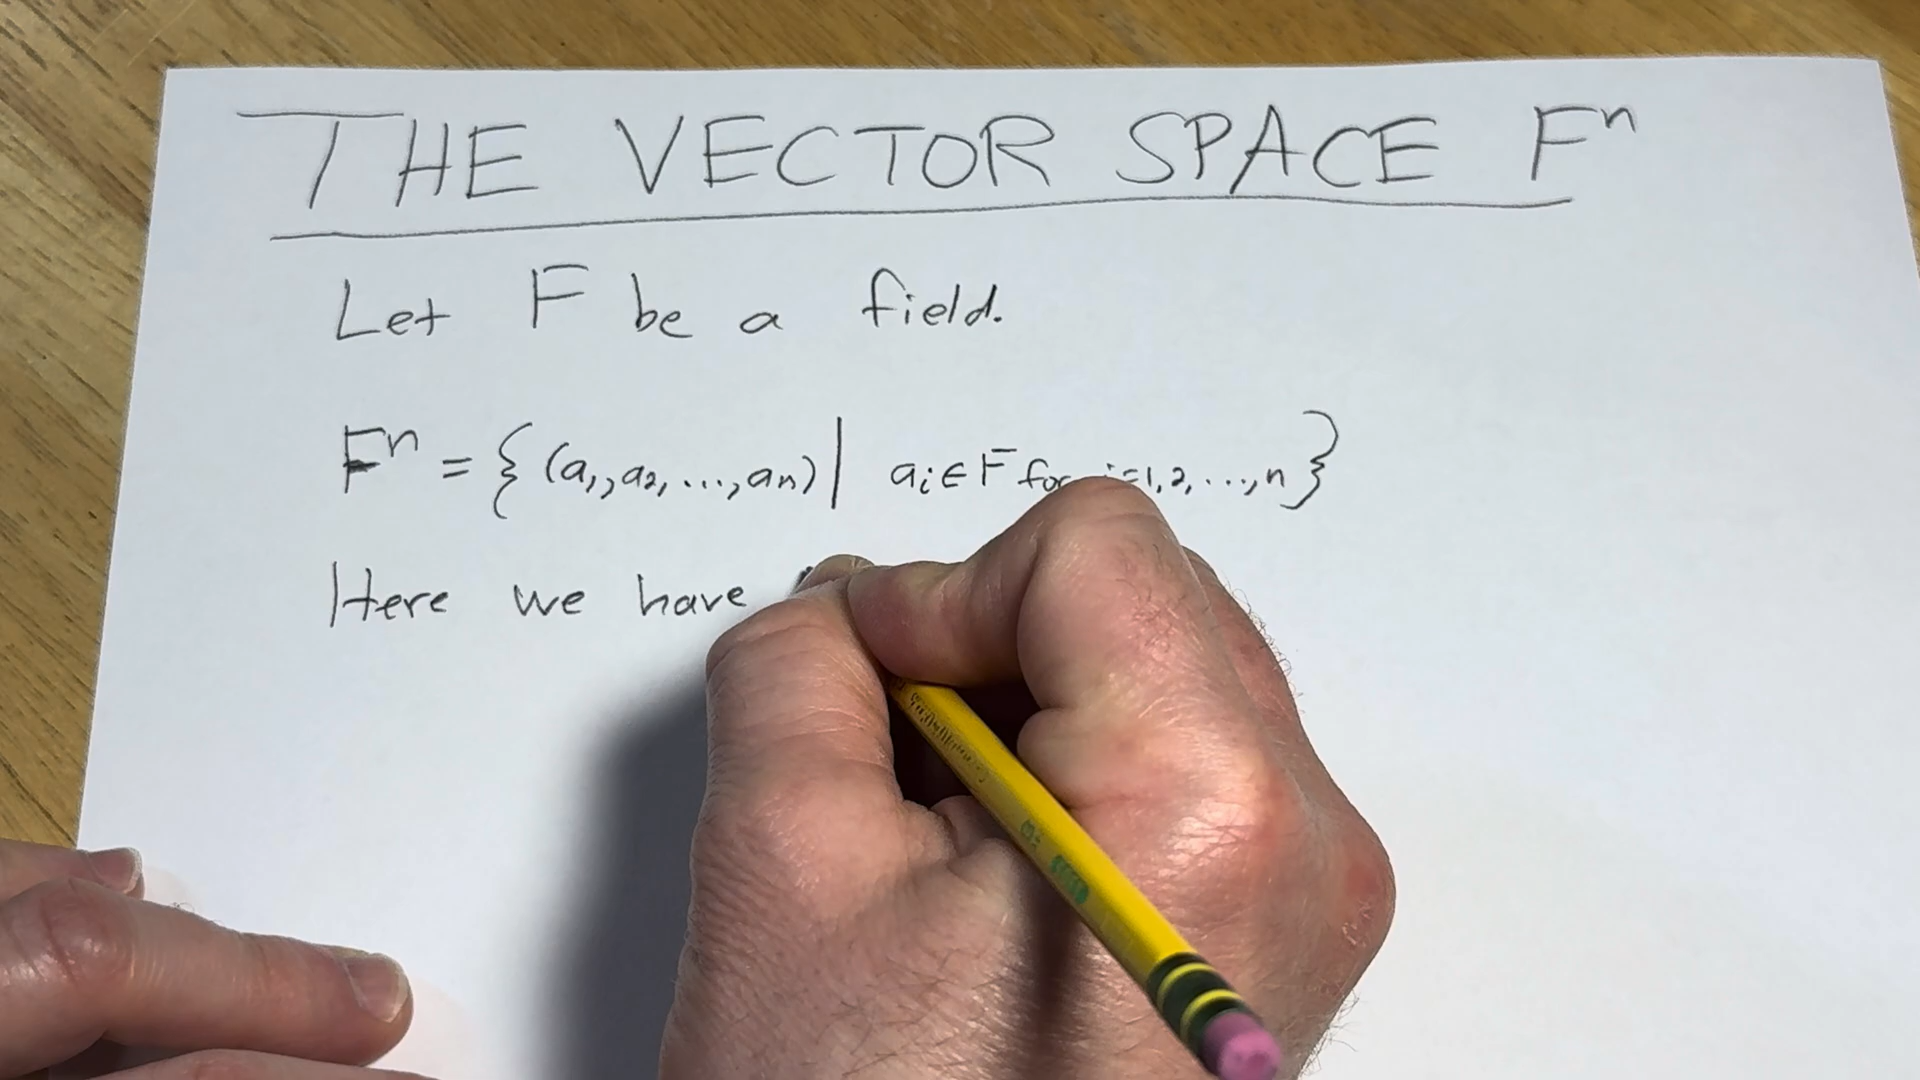 THE VECTOR SPACE Fⁿ
Let F be a field.
Fⁿ = {(a₁, a₂, ..., aₙ) | aᵢ ∈ F for i=1, 2, ..., n}
Here we have